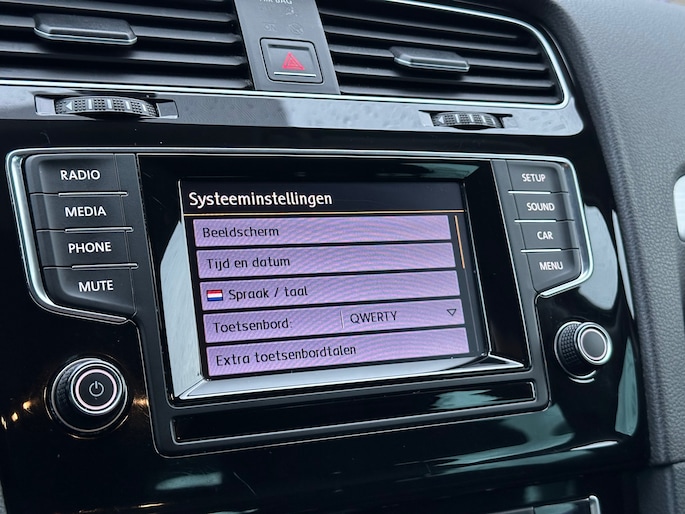 RADIO
MEDIA
PHONE
MUTE
Systeeminstellingen
Beeldscherm
Tijd en datum
Spraak / taal
Toetsenbord: QWERTY
Extra toetsenbordtalen
SETUP
SOUND
CAR
MENU